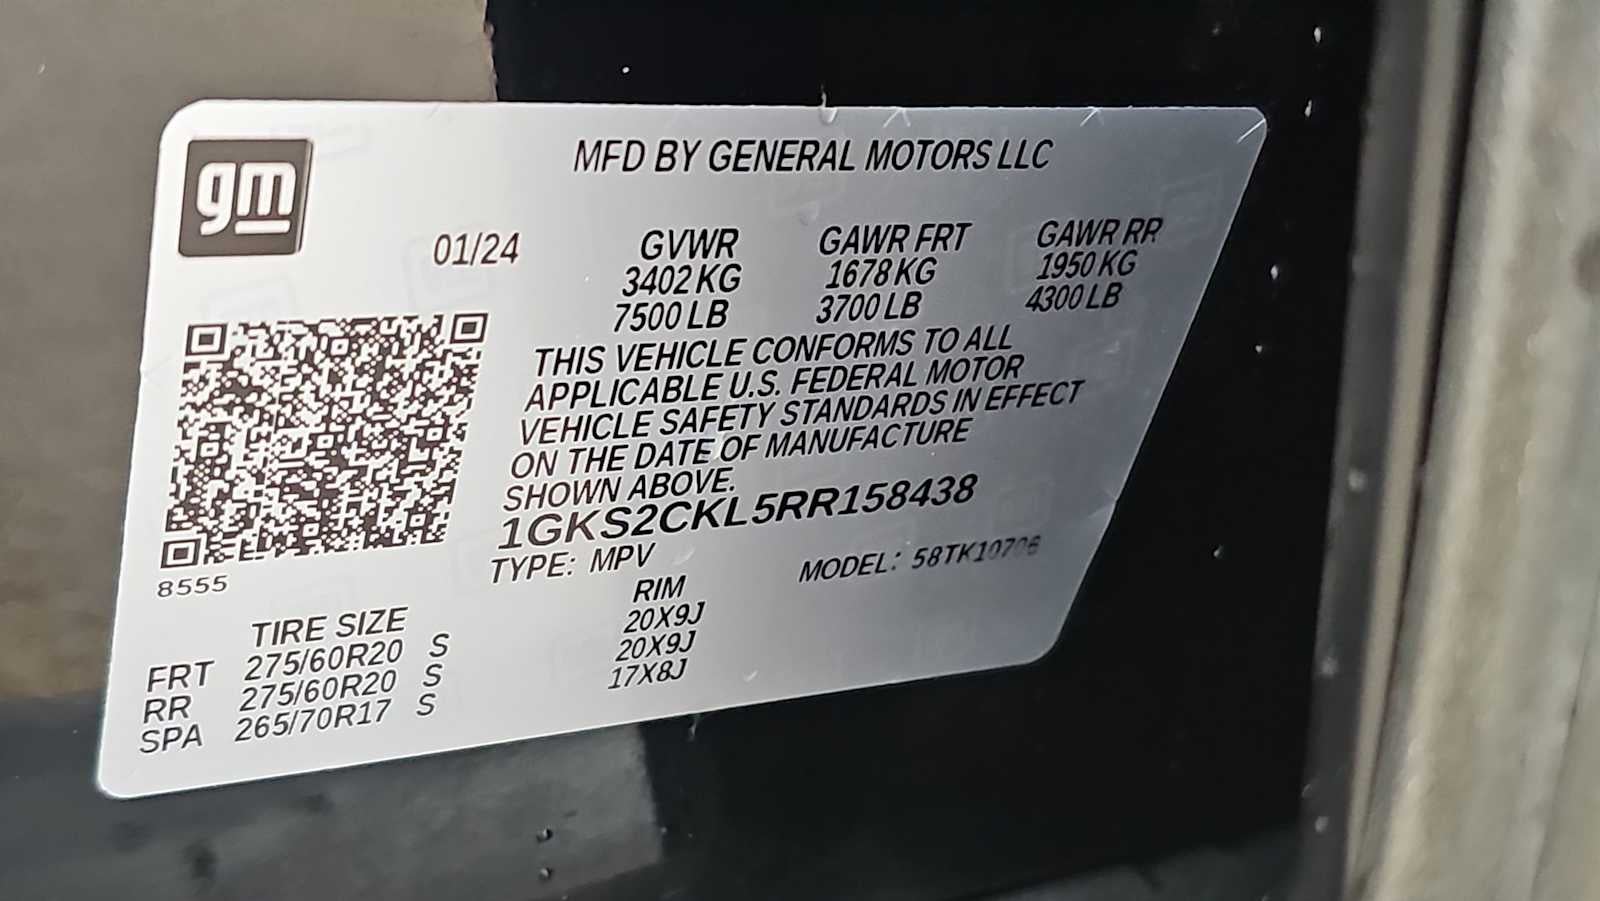 gm
MFD BY GENERAL MOTORS LLC
01/24
GVWR GAWR FRT GAWR RR
3402 KG 1678 KG 1950 KG
7500 LB 3700 LB 4300 LB
THIS VEHICLE CONFORMS TO ALL
APPLICABLE U.S. FEDERAL MOTOR
VEHICLE SAFETY STANDARDS IN EFFECT
ON THE DATE OF MANUFACTURE
SHOWN ABOVE.
1GKS2CKL5RR158438
TYPE: MPV MODEL: 58TK10706
8555
TIRE SIZE RIM
FRT 275/60R20 S 20X9J
RR 275/60R20 S 20X9J
SPA 265/70R17 S 17X8J